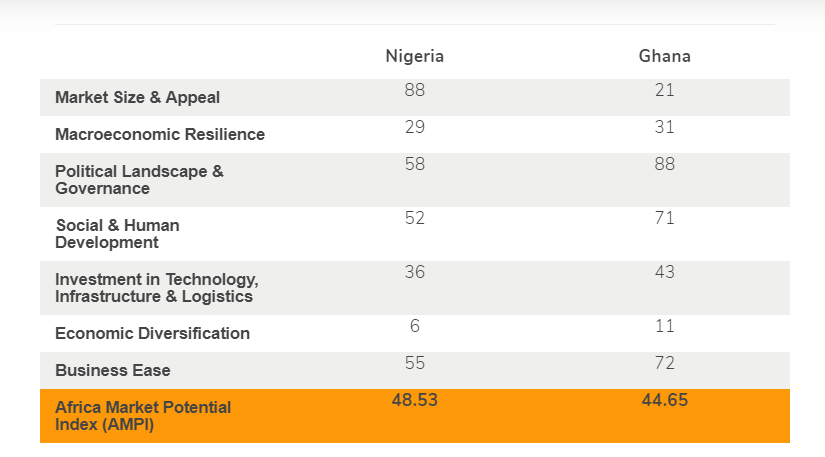 Nigeria Ghana
Market Size & Appeal 88 21
Macroeconomic Resilience 29 31
Political Landscape & 58 88
Governance
Social & Human 52 71
Development
Investment in Technology, 36 43
Infrastructure & Logistics
Economic Diversification 6 11
Business Ease 55 72
Africa Market Potential 48.53 44.65
Index (AMPI)